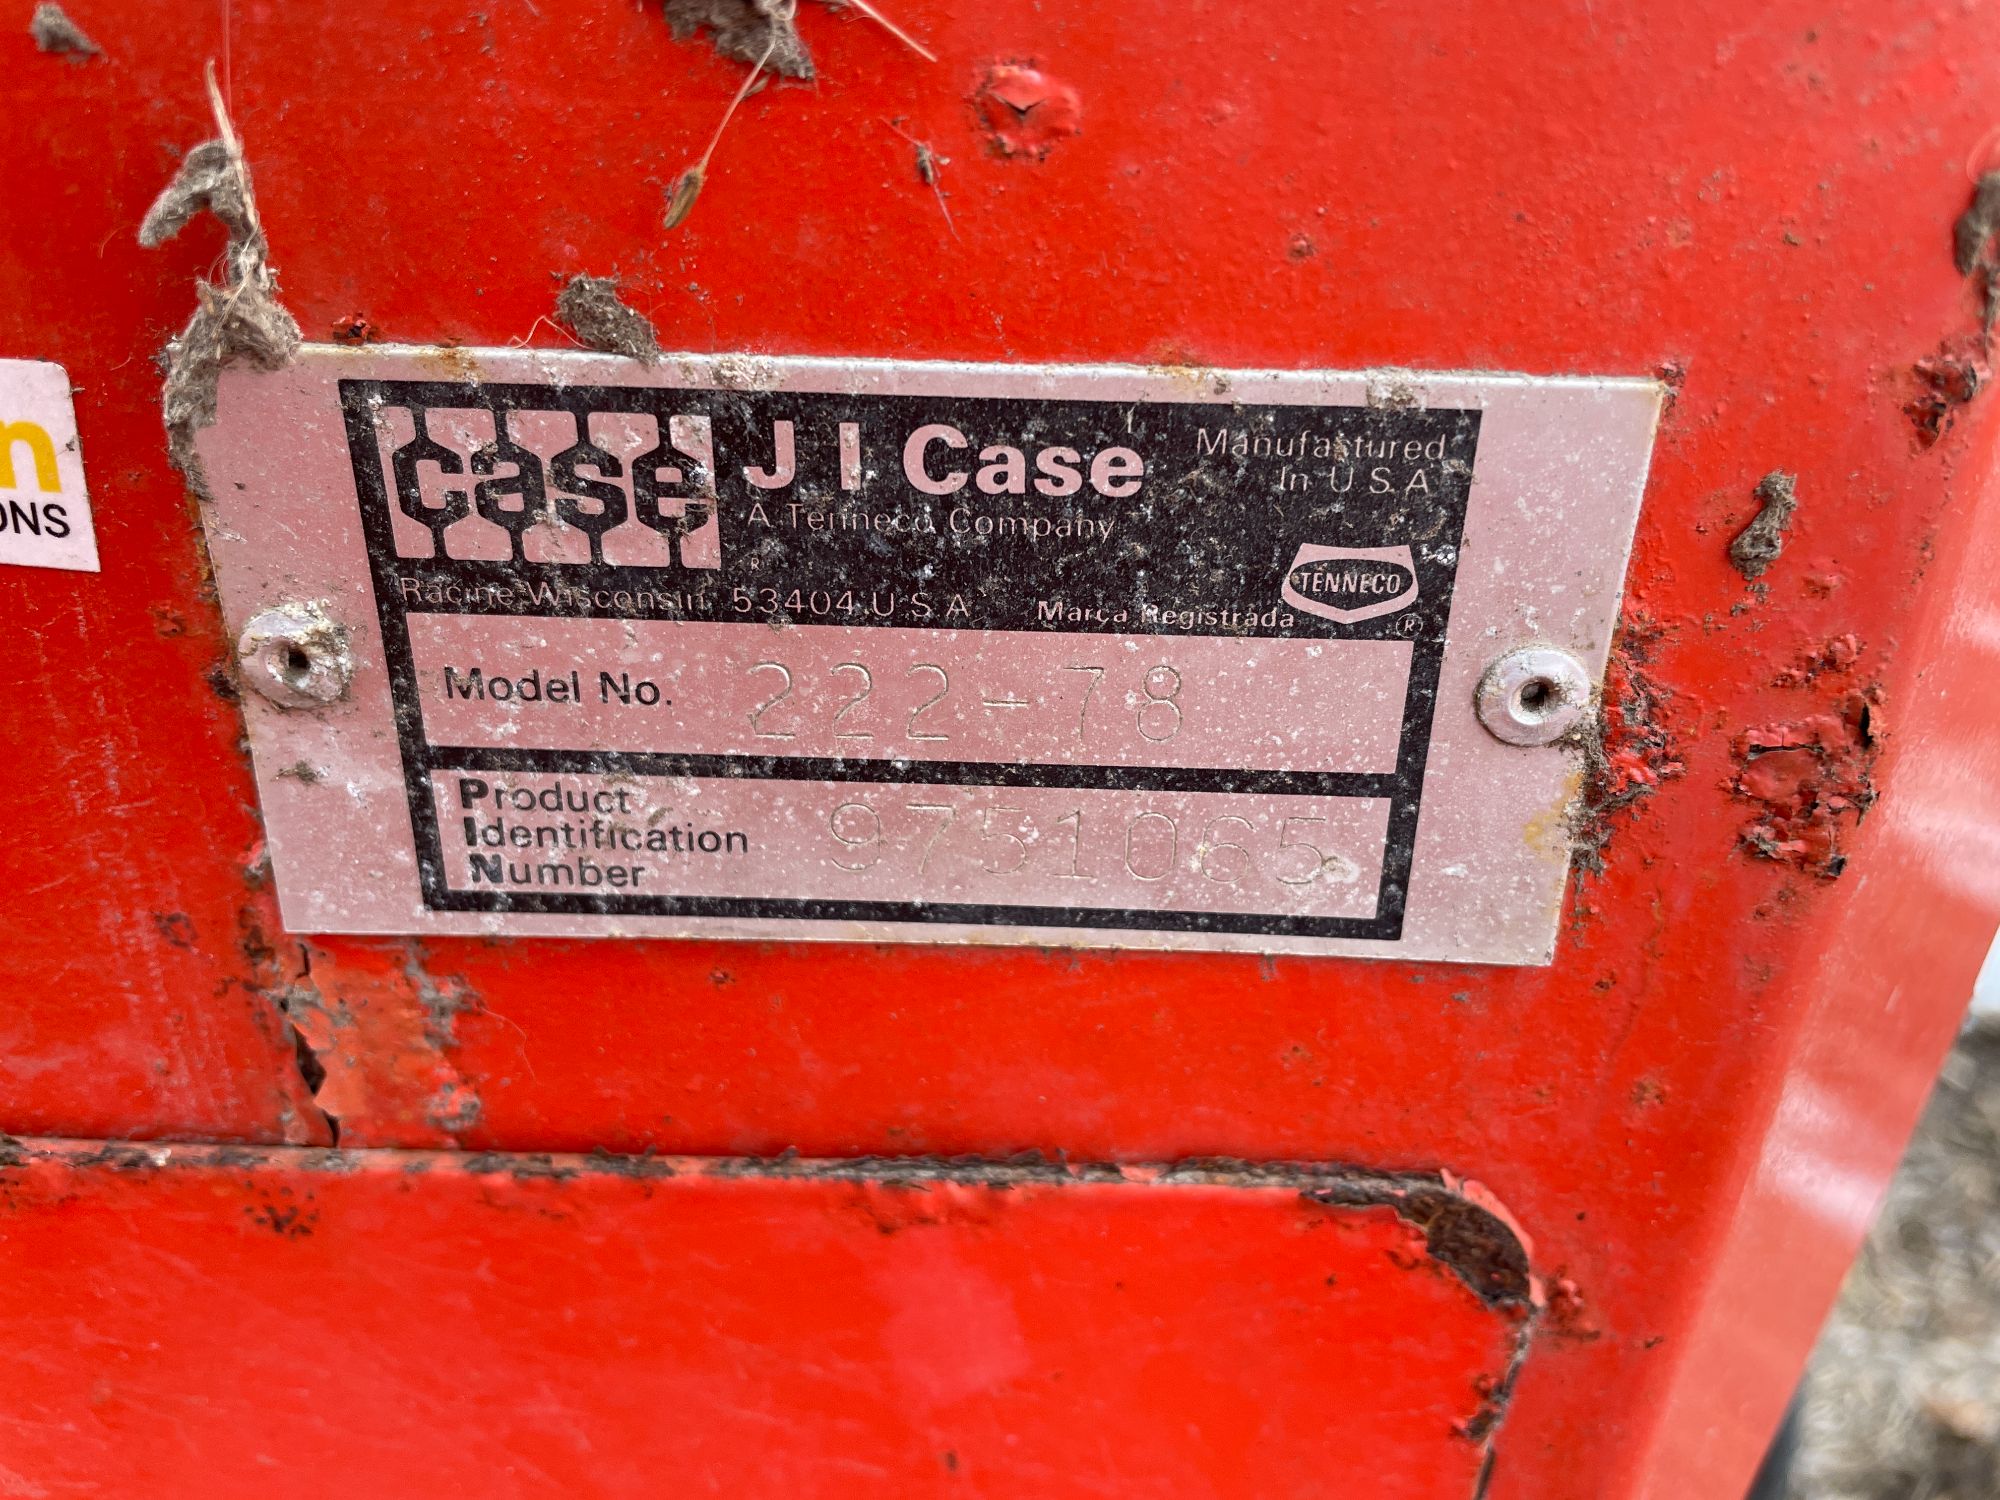 n
ONS
case J I Case
Manufactured
In U S A
A Tenneco Company
R
TENNECO
Racine Wisconsin 53404 U S A
Marca Registrada
R
Model No. 222-78
Product
Identification
Number
9751065